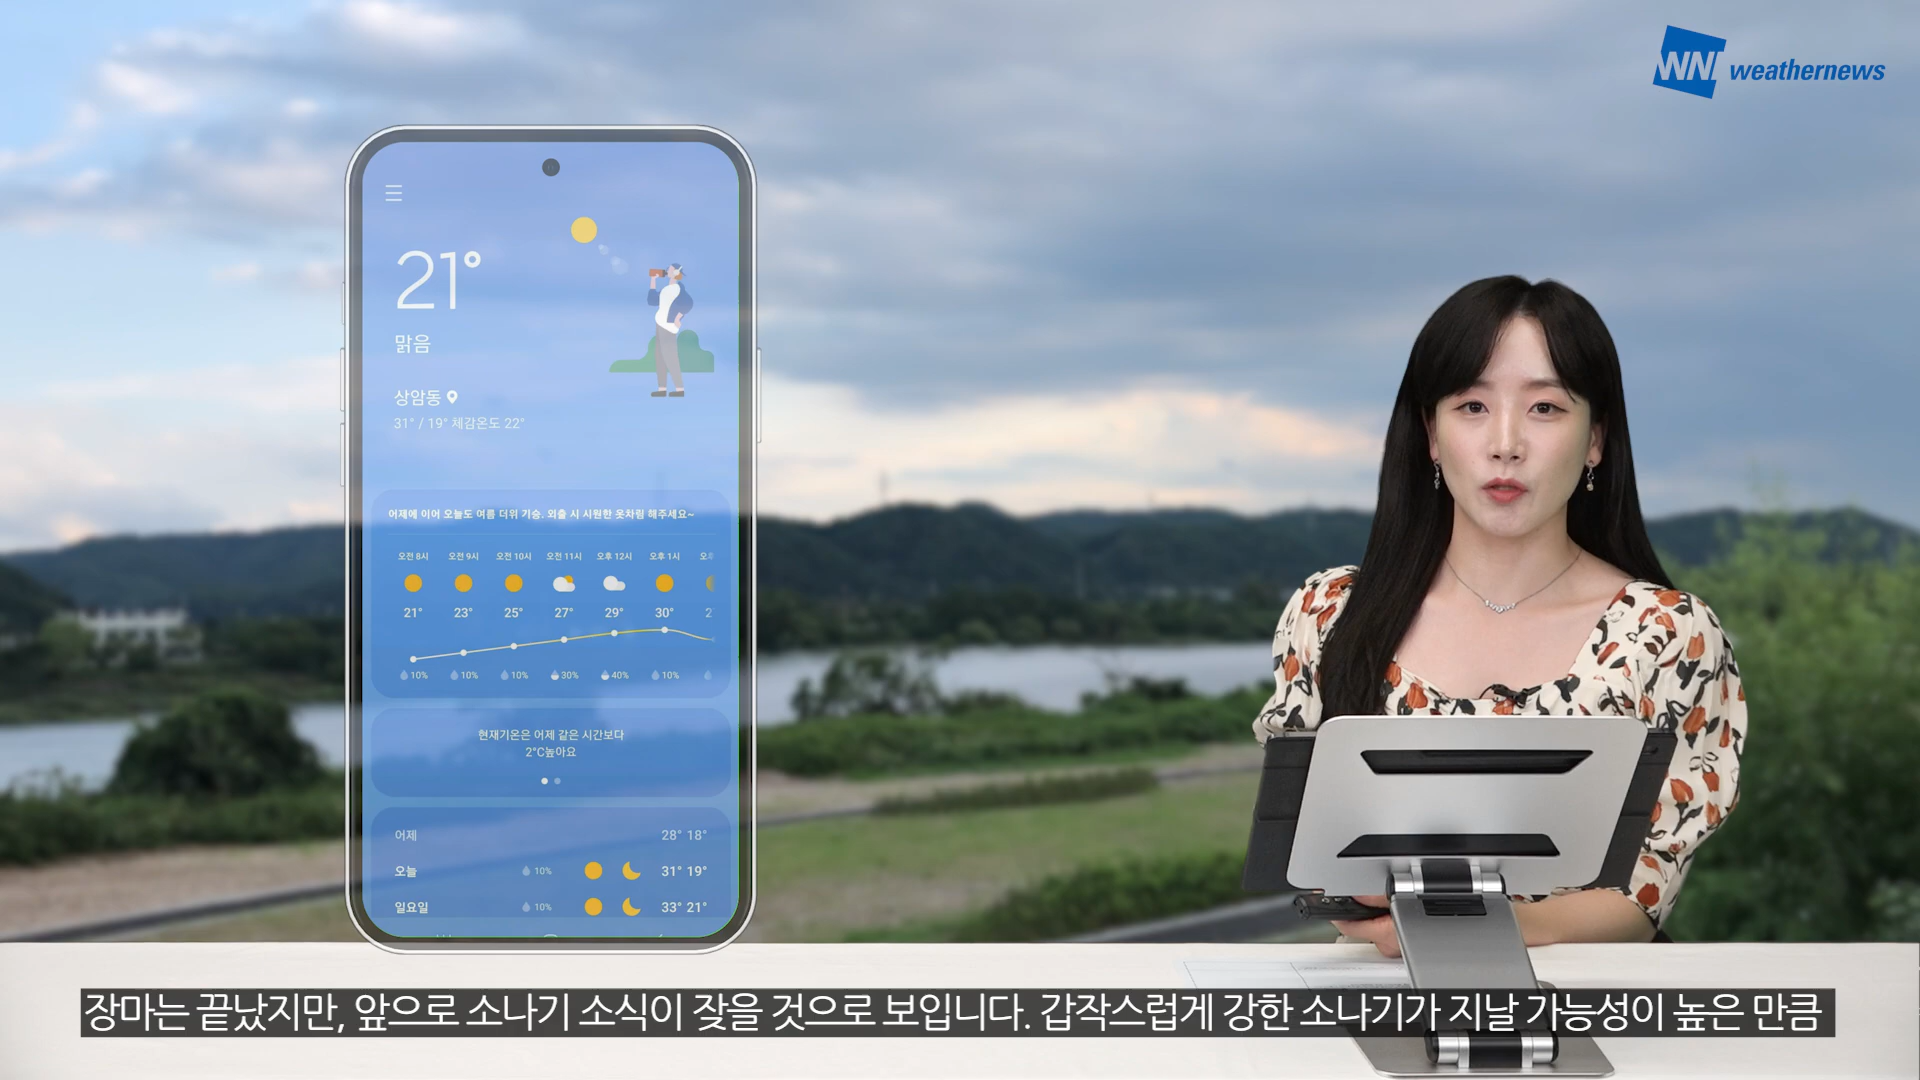 WNI weathernews
21°
맑음
상암동
31° / 19° 체감온도 22°
어제에 이어 오늘도 여름 더위 기승. 외출 시 시원한 옷차림 해주세요~
오전 8시 오전 9시 오전 10시 오전 11시 오후 12시 오후 1시
21° 23° 25° 27° 29° 30°
10% 10% 10% 30% 40% 10%
현재기온은 어제 같은 시간보다
2°C높아요
어제 28° 18°
오늘 10% 31° 19°
일요일 10% 33° 21°
장마는 끝났지만, 앞으로 소나기 소식이 잦을 것으로 보입니다. 갑작스럽게 강한 소나기가 지날 가능성이 높은 만큼